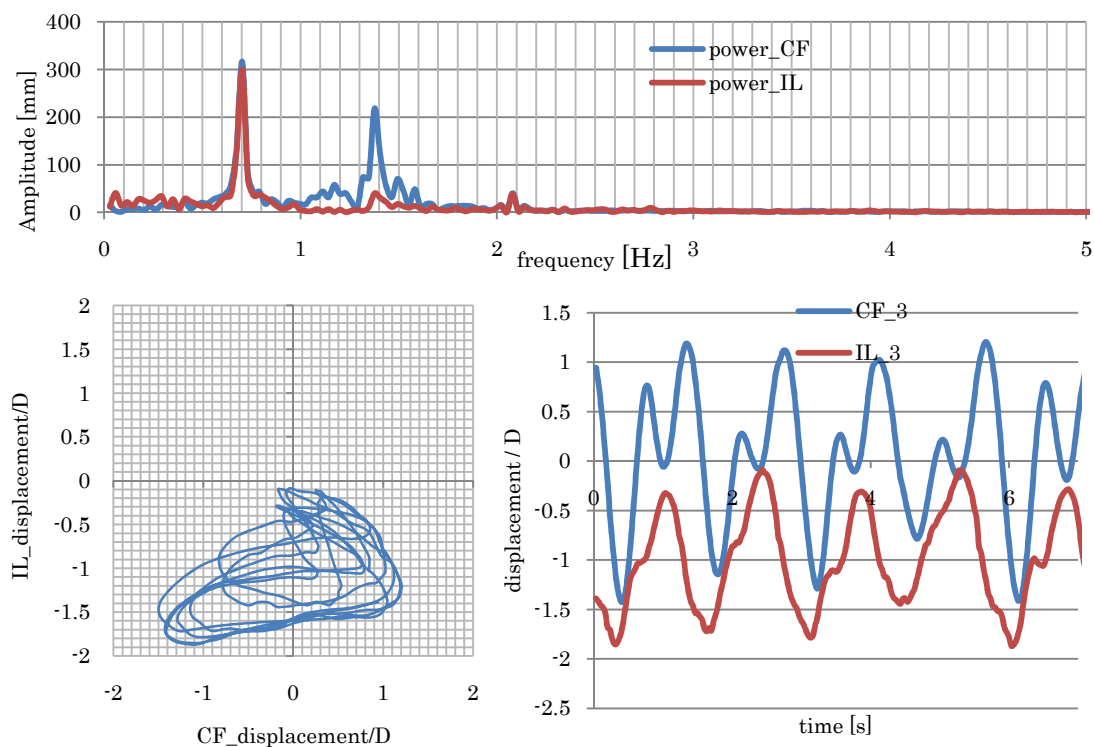 400
300
200
100
0
Amplitude [mm]
power_CF
power_IL
0 1 2 3 4 5
frequency [Hz]
2
1.5
1
0.5
0
-0.5
-1
-1.5
-2
IL_displacement/D
-2 -1 0 1 2
CF_displacement/D
1.5
1
0.5
0
-0.5
-1
-1.5
-2
-2.5
displacement / D
CF_3
IL_3
0 2 4 6
time [s]